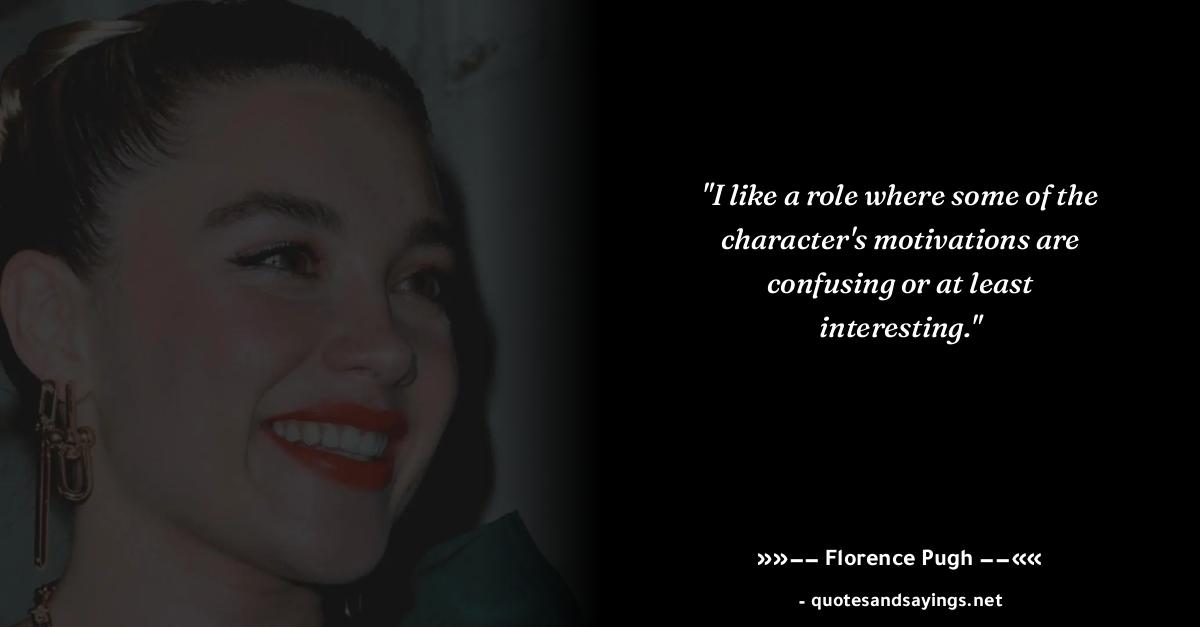 "I like a role where some of the
character's motivations are
confusing or at least
interesting."
»»−− Florence Pugh −−««
- quotesandsayings.net